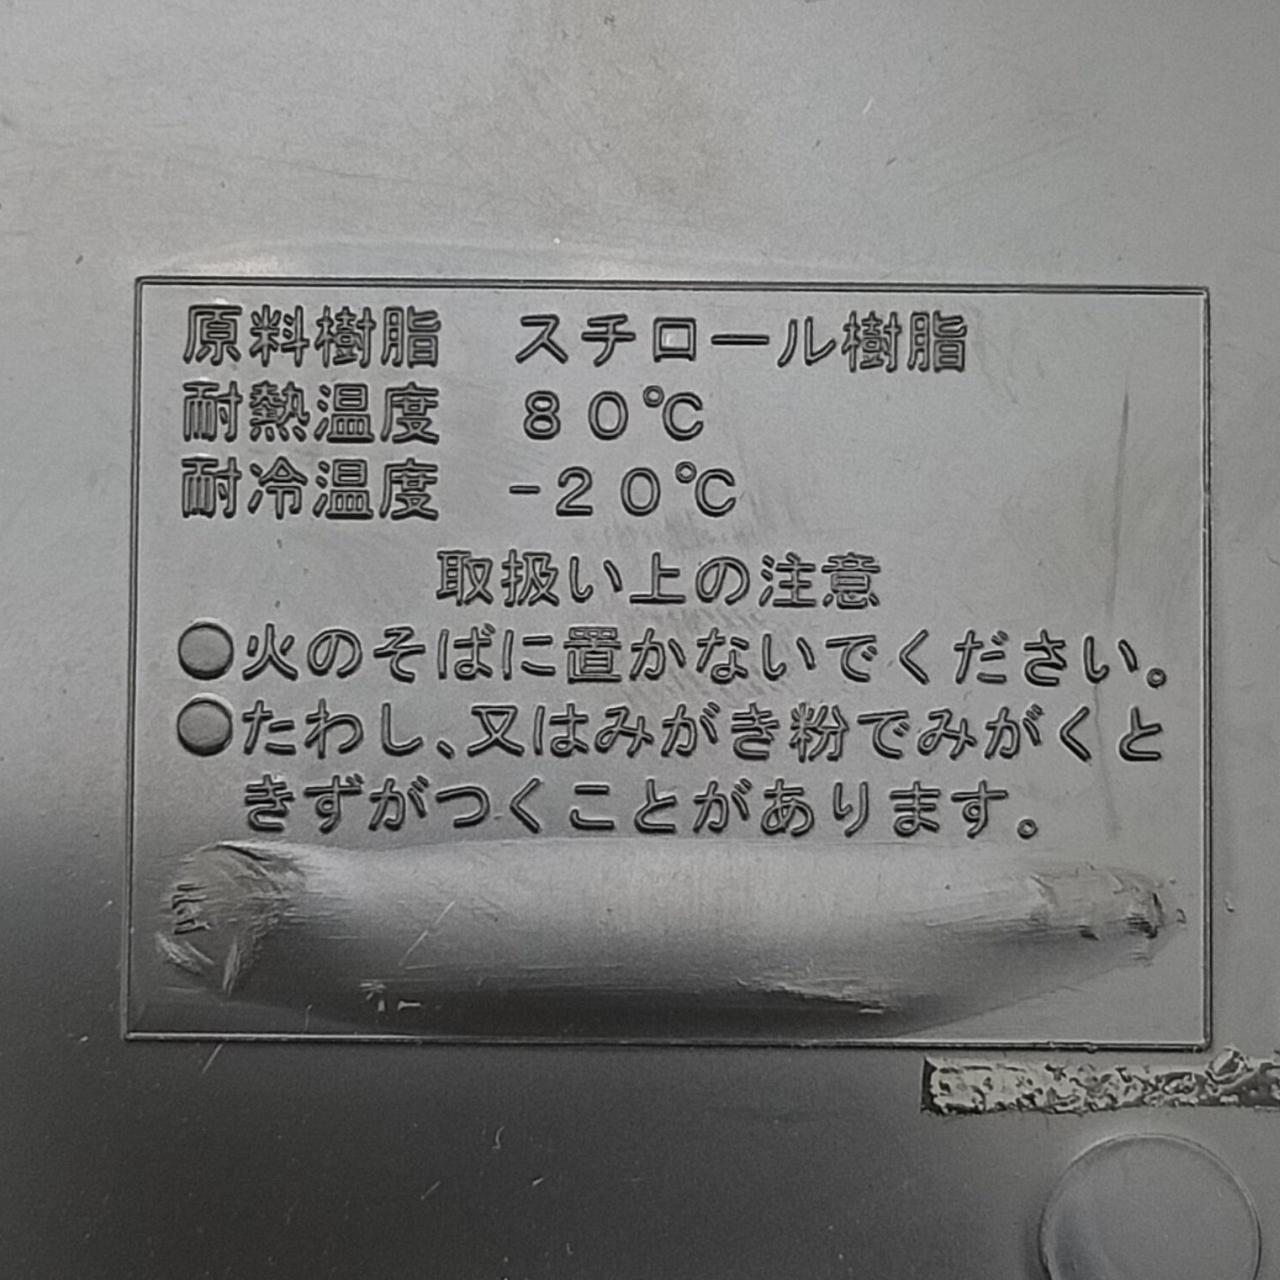 原料樹脂　スチロール樹脂
耐熱温度　８０℃
耐冷温度　-２０℃
取扱い上の注意
●火のそばに置かないでください。
●たわし、又はみがき粉でみがくと
きずがつくことがあります。